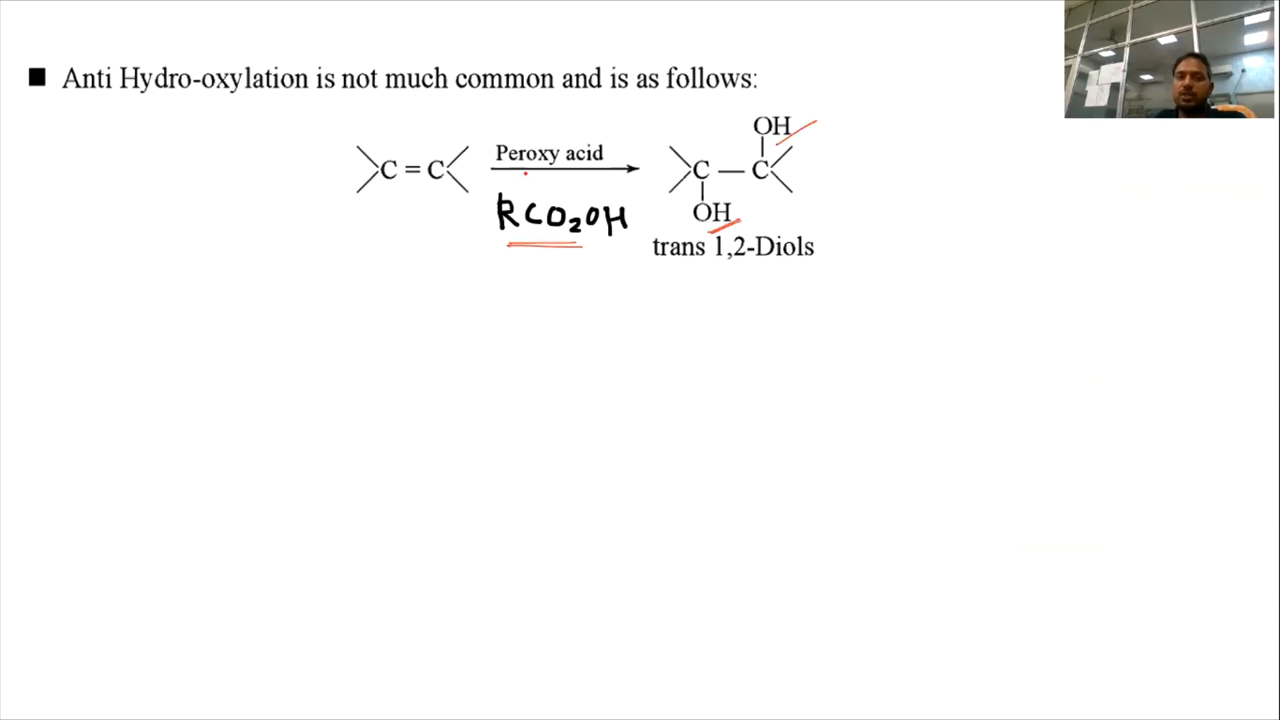 ■ Anti Hydro-oxylation is not much common and is as follows:
OH
C = C
Peroxy acid
C — C
RCO₂OH
OH
trans 1,2-Diols